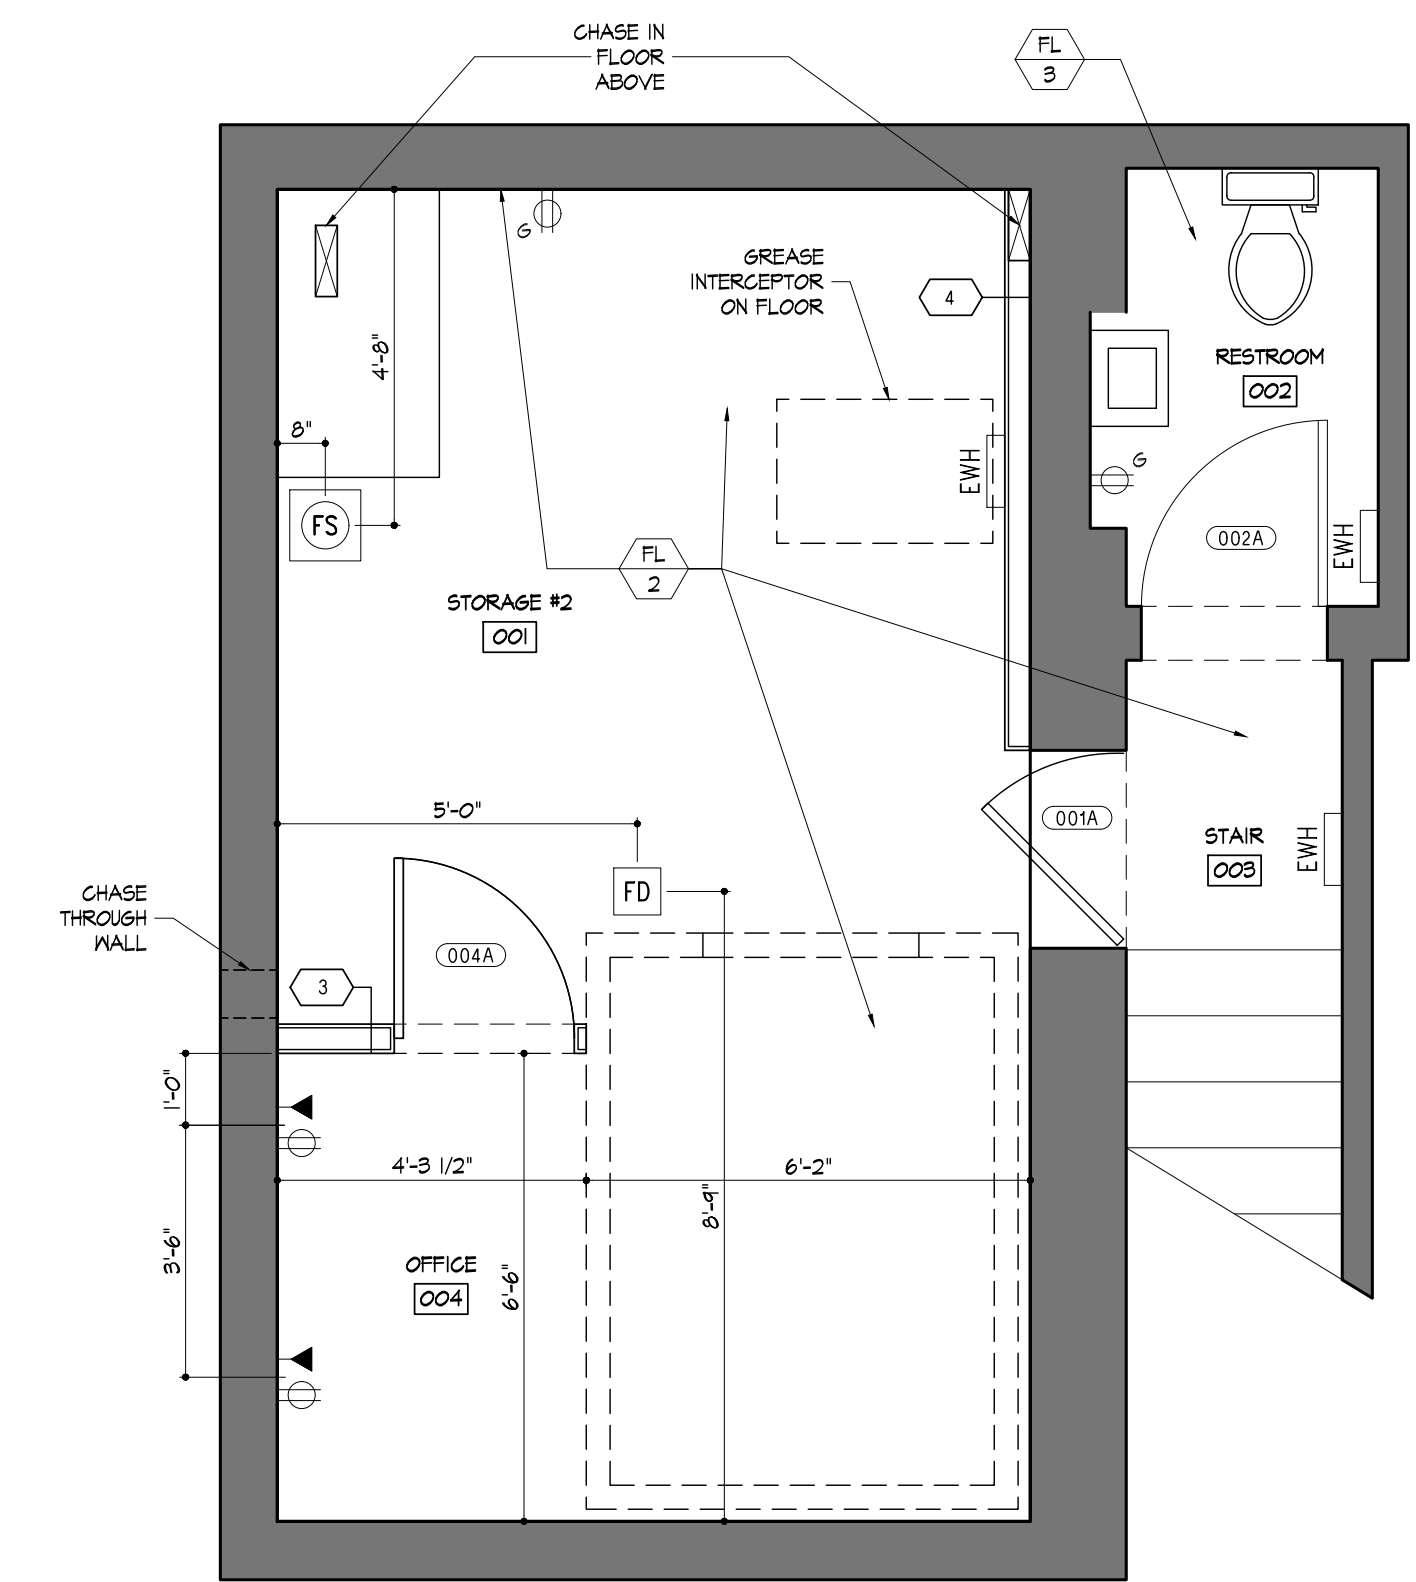 CHASE IN
FLOOR
ABOVE
FL
3
G
GREASE
INTERCEPTOR
ON FLOOR
4
4'-8"
RESTROOM
002
8"
EWH
G
FS
002A
EWH
FL
2
STORAGE #2
001
5'-0"
001A
STAIR
003
EWH
FD
CHASE
THROUGH
WALL
004A
3
1'-0"
4'-3 1/2"
6'-2"
8'-9"
3'-6"
OFFICE
004
6'-6"